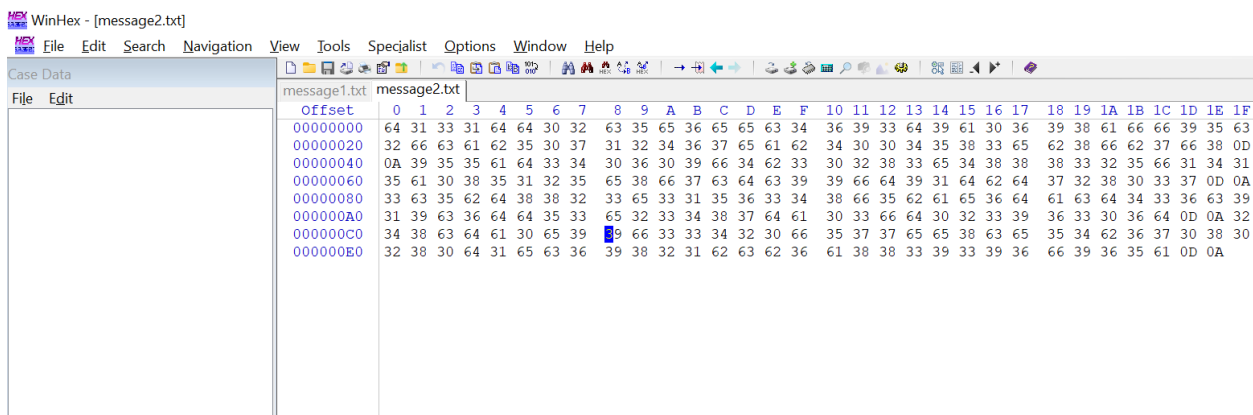 WinHex - [message2.txt]
File Edit Search Navigation View Tools Specialist Options Window Help
Case Data
File Edit
message1.txt message2.txt
Offset 0 1 2 3 4 5 6 7 8 9 A B C D E F 10 11 12 13 14 15 16 17 18 19 1A 1B 1C 1D 1E 1F
00000000 64 31 33 31 64 64 30 32 63 35 65 36 65 65 63 34 36 39 33 64 39 61 30 36 39 38 61 66 66 39 35 63
00000020 32 66 63 61 62 35 30 37 31 32 34 36 37 65 61 62 34 30 30 34 35 38 33 65 62 38 66 62 37 66 38 0D
00000040 0A 39 35 35 61 64 33 34 30 36 30 39 66 34 62 33 30 32 38 33 65 34 38 38 38 33 32 35 66 31 34 31
00000060 35 61 30 38 35 31 32 35 65 38 66 37 63 64 63 39 39 66 64 39 31 64 62 64 37 32 38 30 33 37 0D 0A
00000080 33 63 35 62 64 38 38 32 33 65 33 31 35 36 33 34 38 66 35 62 61 65 36 64 61 63 64 34 33 36 63 39
000000A0 31 39 63 36 64 64 35 33 65 32 33 34 38 37 64 61 30 33 66 64 30 32 33 39 36 33 30 36 64 0D 0A 32
000000C0 34 38 63 64 61 30 65 39 39 66 33 33 34 32 30 66 35 37 37 65 65 38 63 65 35 34 62 36 37 30 38 30
000000E0 32 38 30 64 31 65 63 36 39 38 32 31 62 63 62 36 61 38 38 33 39 33 39 36 66 39 36 35 61 0D 0A